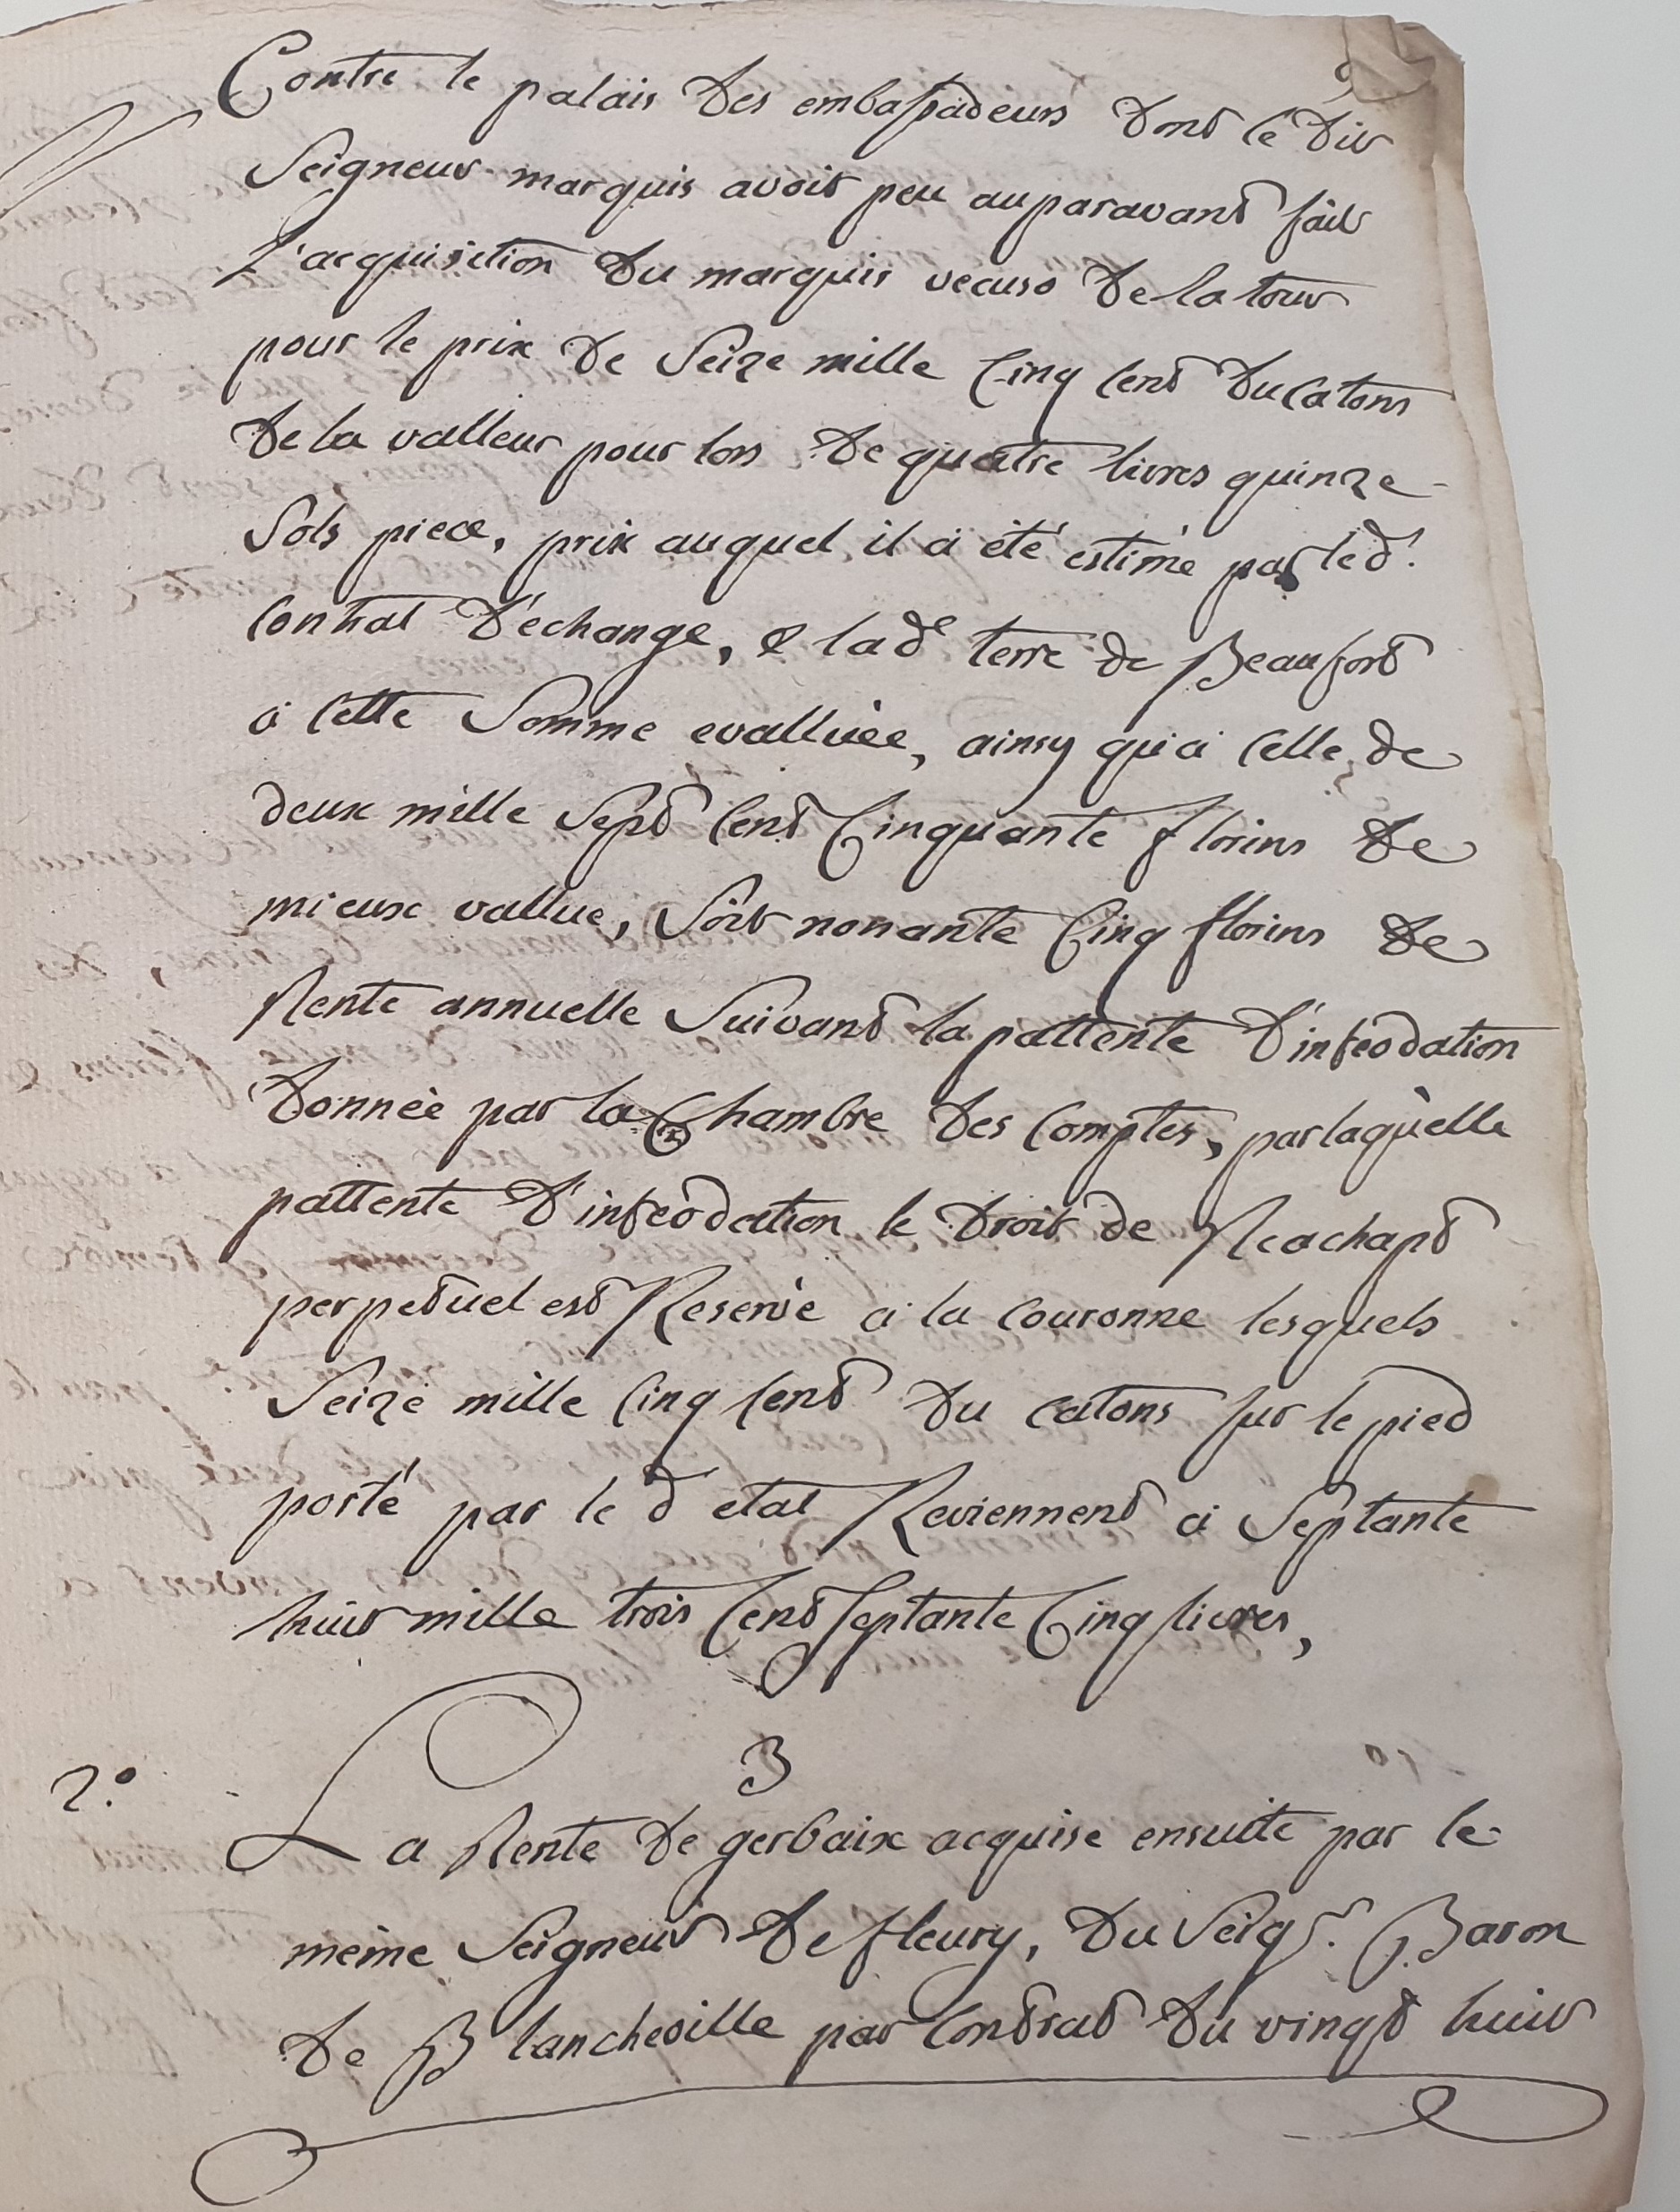 Contre le palais des embassadeurs dont le dit
Seigneur marquis avoit peu auparavant fait
L'acquisition du marquis de la tour
pour le prix de Seize mille Cinq Cent ducatons
de la valleur pour lors de quatre livres quinze
Sols piece, prix auquel il a été estimé par led.t
Contrat d'échange, & lad.e terre de Beaufort
a Cette Somme evalluée, ainsy qu'a Celle de
deux mille Sept Cent Cinquante florins de
mieux vallue, Soit nonante Cinq florins de
Rente annuelle Suivant la pattente d'infeodation
donnée par la Chambre des Comptes, par laquelle
pattente d'infeodation le droit de Reachapt
perpetuel est Reservé a la Couronne lesquels
Seize mille Cinq Cent du catons Sur le pied
porté par le d etat Reviennent a Septante
huit mille trois Cent Septante Cinq livres,
3
2.°
La Rente de gerbaix acquise ensuite par le
meme Seigneur de fleury, du Seig.r Baron
de Blancheville par Contrat du vingt huit